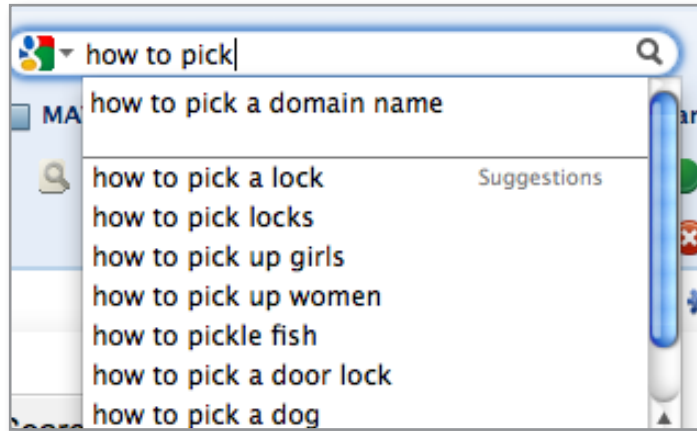 how to pick
how to pick a domain name
MA
ar
how to pick a lock Suggestions
how to pick locks
how to pick up girls
how to pick up women
how to pickle fish
how to pick a door lock
how to pick a dog